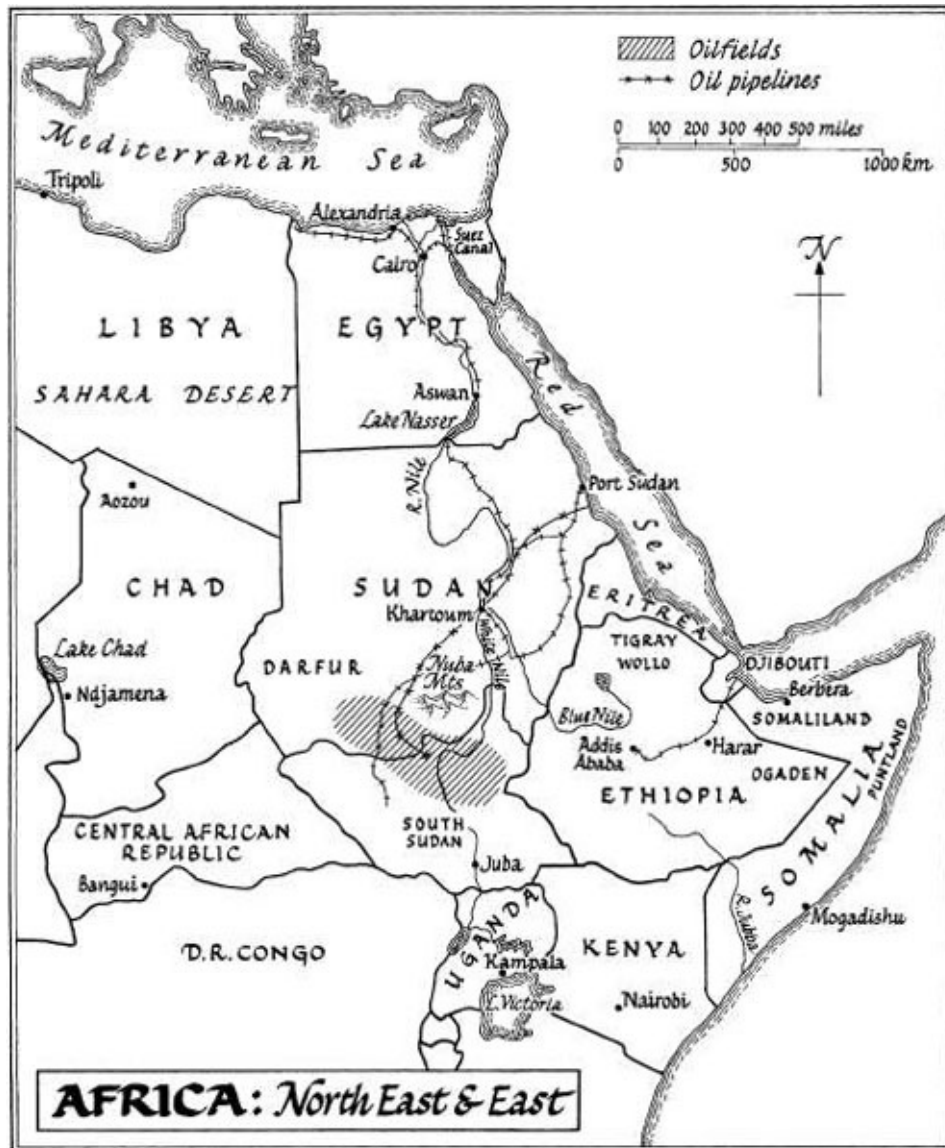 Oilfields
Oil pipelines
0 100 200 300 400 500 miles
0 500 1000 km
N
Mediterranean Sea
Tripoli
Alexandria
Suez
Canal
Cairo
LIBYA
EGYPT
Red Sea
SAHARA DESERT
Aswan
Lake Nasser
Aozou
R. Nile
Port Sudan
CHAD
SUDAN
Khartoum
ERITREA
White Nile
TIGRAY
WOLLO
Lake Chad
DARFUR
Nuba
Mts
DJIBOUTI
Ndjamena
Berbera
Blue Nile
SOMALILAND
Addis
Ababa
Harar
PUNTLAND
OGADEN
ETHIOPIA
SOMALIA
CENTRAL AFRICAN
REPUBLIC
SOUTH
SUDAN
Juba
Bangui
R. Jubba
Mogadishu
UGANDA
D.R. CONGO
KENYA
Kampala
L. Victoria
Nairobi
AFRICA: North East & East